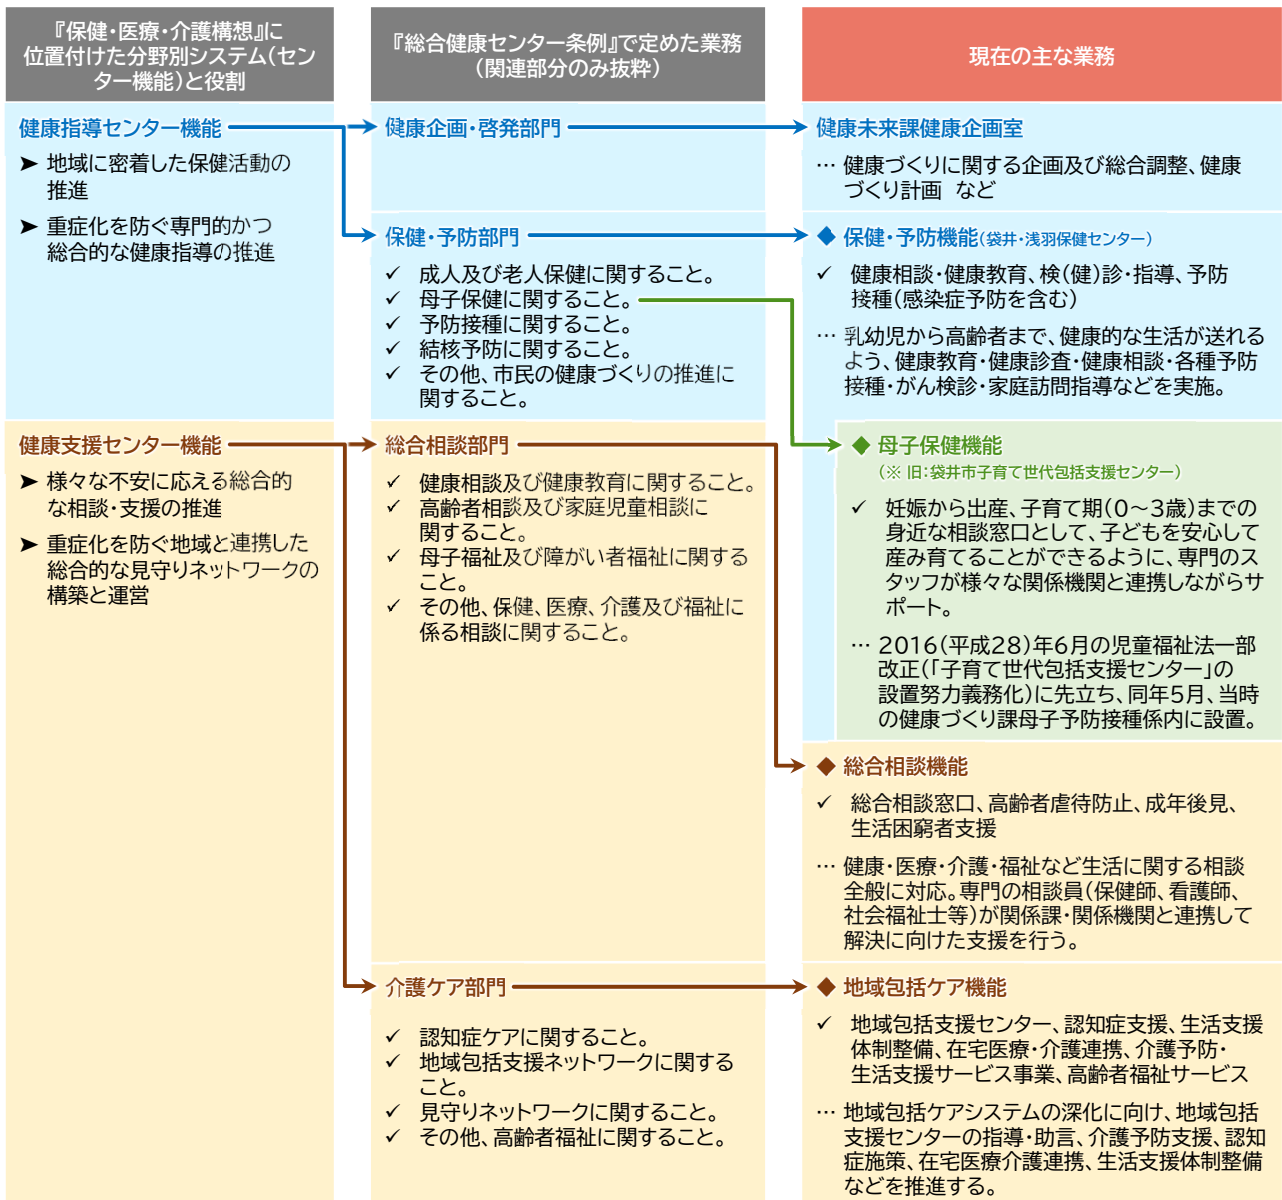 『保健・医療・介護構想』に
位置付けた分野別システム(セン
ター機能)と役割
『総合健康センター条例』で定めた業務
(関連部分のみ抜粋)
現在の主な業務
健康指導センター機能
➤ 地域に密着した保健活動の
推進
➤ 重症化を防ぐ専門的かつ
総合的な健康指導の推進
健康企画・啓発部門
健康未来課健康企画室
… 健康づくりに関する企画及び総合調整、健康
づくり計画 など
保健・予防部門
✓ 成人及び老人保健に関すること。
✓ 母子保健に関すること。
✓ 予防接種に関すること。
✓ 結核予防に関すること。
✓ その他、市民の健康づくりの推進に
関すること。
◆ 保健・予防機能(袋井・浅羽保健センター)
✓ 健康相談・健康教育、検(健)診・指導、予防
接種(感染症予防を含む)
… 乳幼児から高齢者まで、健康的な生活が送れる
よう、健康教育・健康診査・健康相談・各種予防
接種・がん検診・家庭訪問指導などを実施。
◆ 母子保健機能
(※ 旧:袋井市子育て世代包括支援センター)
✓ 妊娠から出産、子育て期(0~3歳)までの
身近な相談窓口として、子どもを安心して
産み育てることができるように、専門のス
タッフが様々な関係機関と連携しながらサ
ポート。
… 2016(平成28)年6月の児童福祉法一部
改正(「子育て世代包括支援センター」の
設置努力義務化)に先立ち、同年5月、当時
の健康づくり課母子予防接種係内に設置。
健康支援センター機能
➤ 様々な不安に応える総合的
な相談・支援の推進
➤ 重症化を防ぐ地域と連携した
総合的な見守りネットワークの
構築と運営
総合相談部門
✓ 健康相談及び健康教育に関すること。
✓ 高齢者相談及び家庭児童相談に
関すること。
✓ 母子福祉及び障がい者福祉に関する
こと。
✓ その他、保健、医療、介護及び福祉に
係る相談に関すること。
◆ 総合相談機能
✓ 総合相談窓口、高齢者虐待防止、成年後見、
生活困窮者支援
… 健康・医療・介護・福祉など生活に関する相談
全般に対応。専門の相談員(保健師、看護師、
社会福祉士等)が関係課・関係機関と連携して
解決に向けた支援を行う。
介護ケア部門
✓ 認知症ケアに関すること。
✓ 地域包括支援ネットワークに関する
こと。
✓ 見守りネットワークに関すること。
✓ その他、高齢者福祉に関すること。
◆ 地域包括ケア機能
✓ 地域包括支援センター、認知症支援、生活支援
体制整備、在宅医療・介護連携、介護予防・
生活支援サービス事業、高齢者福祉サービス
… 地域包括ケアシステムの深化に向け、地域包括
支援センターの指導・助言、介護予防支援、認知
症施策、在宅医療介護連携、生活支援体制整備
などを推進する。